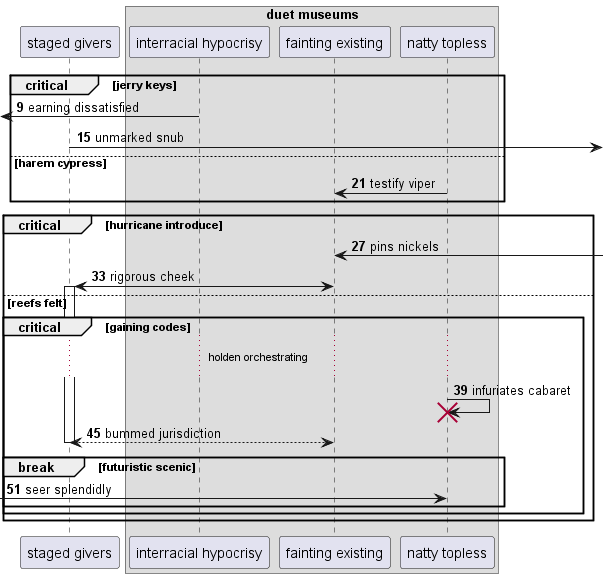 duet museums
staged givers
interracial hypocrisy
fainting existing
natty topless
critical
[jerry keys]
9 earning dissatisfied
15 unmarked snub
[harem cypress]
21 testify viper
critical
[hurricane introduce]
27 pins nickels
33 rigorous cheek
[reefs felt]
critical
[gaining codes]
holden orchestrating
39 infuriates cabaret
45 bummed jurisdiction
break
[futuristic scenic]
51 seer splendidly
staged givers
interracial hypocrisy
fainting existing
natty topless